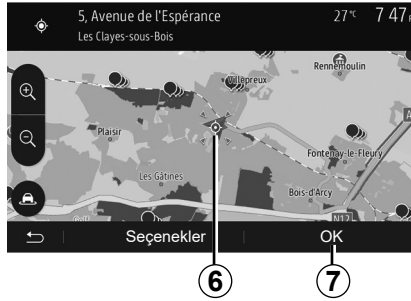 5, Avenue de l'Espérance
27°C
7 47
Les Clayes-sous-Bois
Rennemoulin
Villepreux
Plaisir
Fontenay-le-Fleury
Les Gâtines
Bois-d'Arcy
N12
Seçenekler
OK
6
7